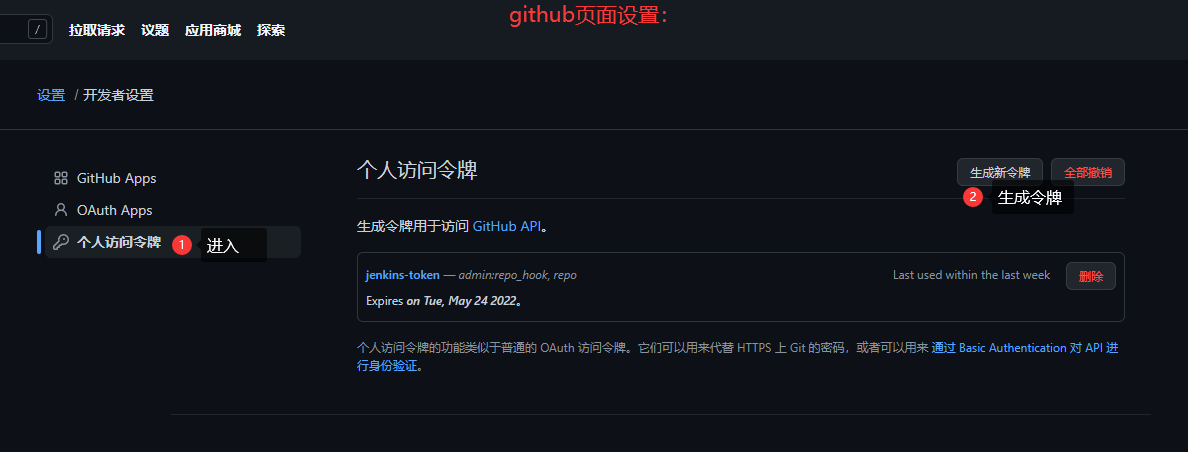 github页面设置：
/ 拉取请求 议题 应用商城 探索
设置 / 开发者设置
GitHub Apps
OAuth Apps
个人访问令牌 1 进入
个人访问令牌
生成新令牌 全部撤销
2 生成令牌
生成令牌用于访问 GitHub API。
jenkins-token — admin:repo_hook, repo Last used within the last week 删除
Expires on Tue, May 24 2022。
个人访问令牌的功能类似于普通的 OAuth 访问令牌。它们可以用来代替 HTTPS 上 Git 的密码，或者可以用来 通过 Basic Authentication 对 API 进
行身份验证。